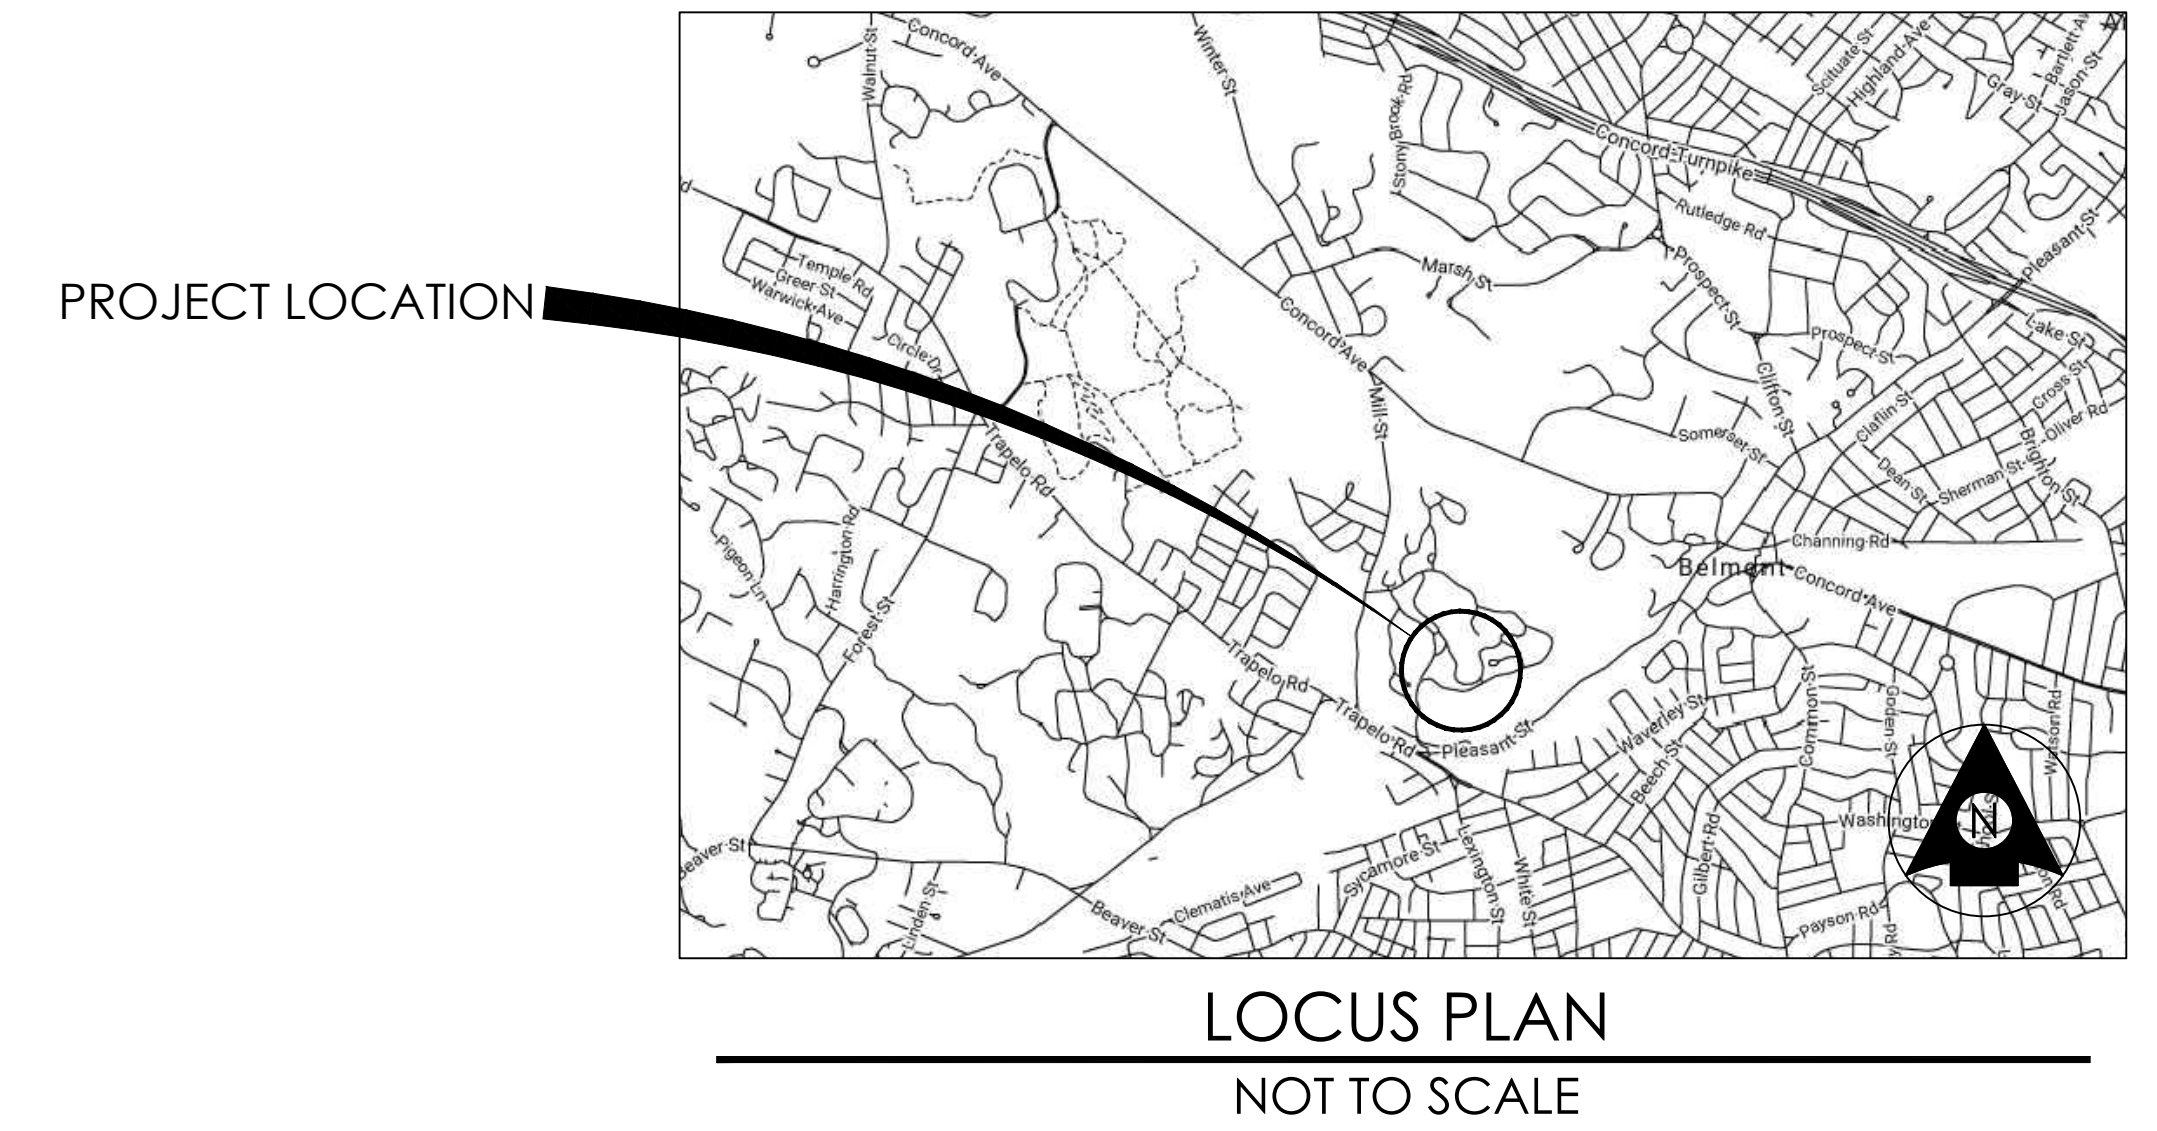 Concord Ave
Walnut St
Winter St
Stony Brook Rd
Scituate St
Highland Ave
Gray St
Bartlett Av
Jason St
Concord Turnpike
Rutledge Rd
Pleasant St
Prospect St
Marsh St
Temple Rd
Greer St
Warwick Ave
PROJECT LOCATION
Circle Dr
Concord Ave
Prospect St
Lake St
Cross St
Oliver Rd
Clifton St
Claflin St
Mill St
Somerset St
Brighton St
Dean St
Sherman St
Trapelo Rd
Harrington Rd
Pigeon Ln
Channing Rd
Belmont
Concord Ave
Forest St
Trapelo Rd
Trapelo Rd
Pleasant St
Waverley St
Beech St
Common St
Goden St
Watson Rd
Washington
N
Beaver St
Linden St
Beaver St
Clematis Ave
Sycamore St
Lexington St
White St
Gilbert Rd
Payson Rd
LOCUS PLAN
NOT TO SCALE